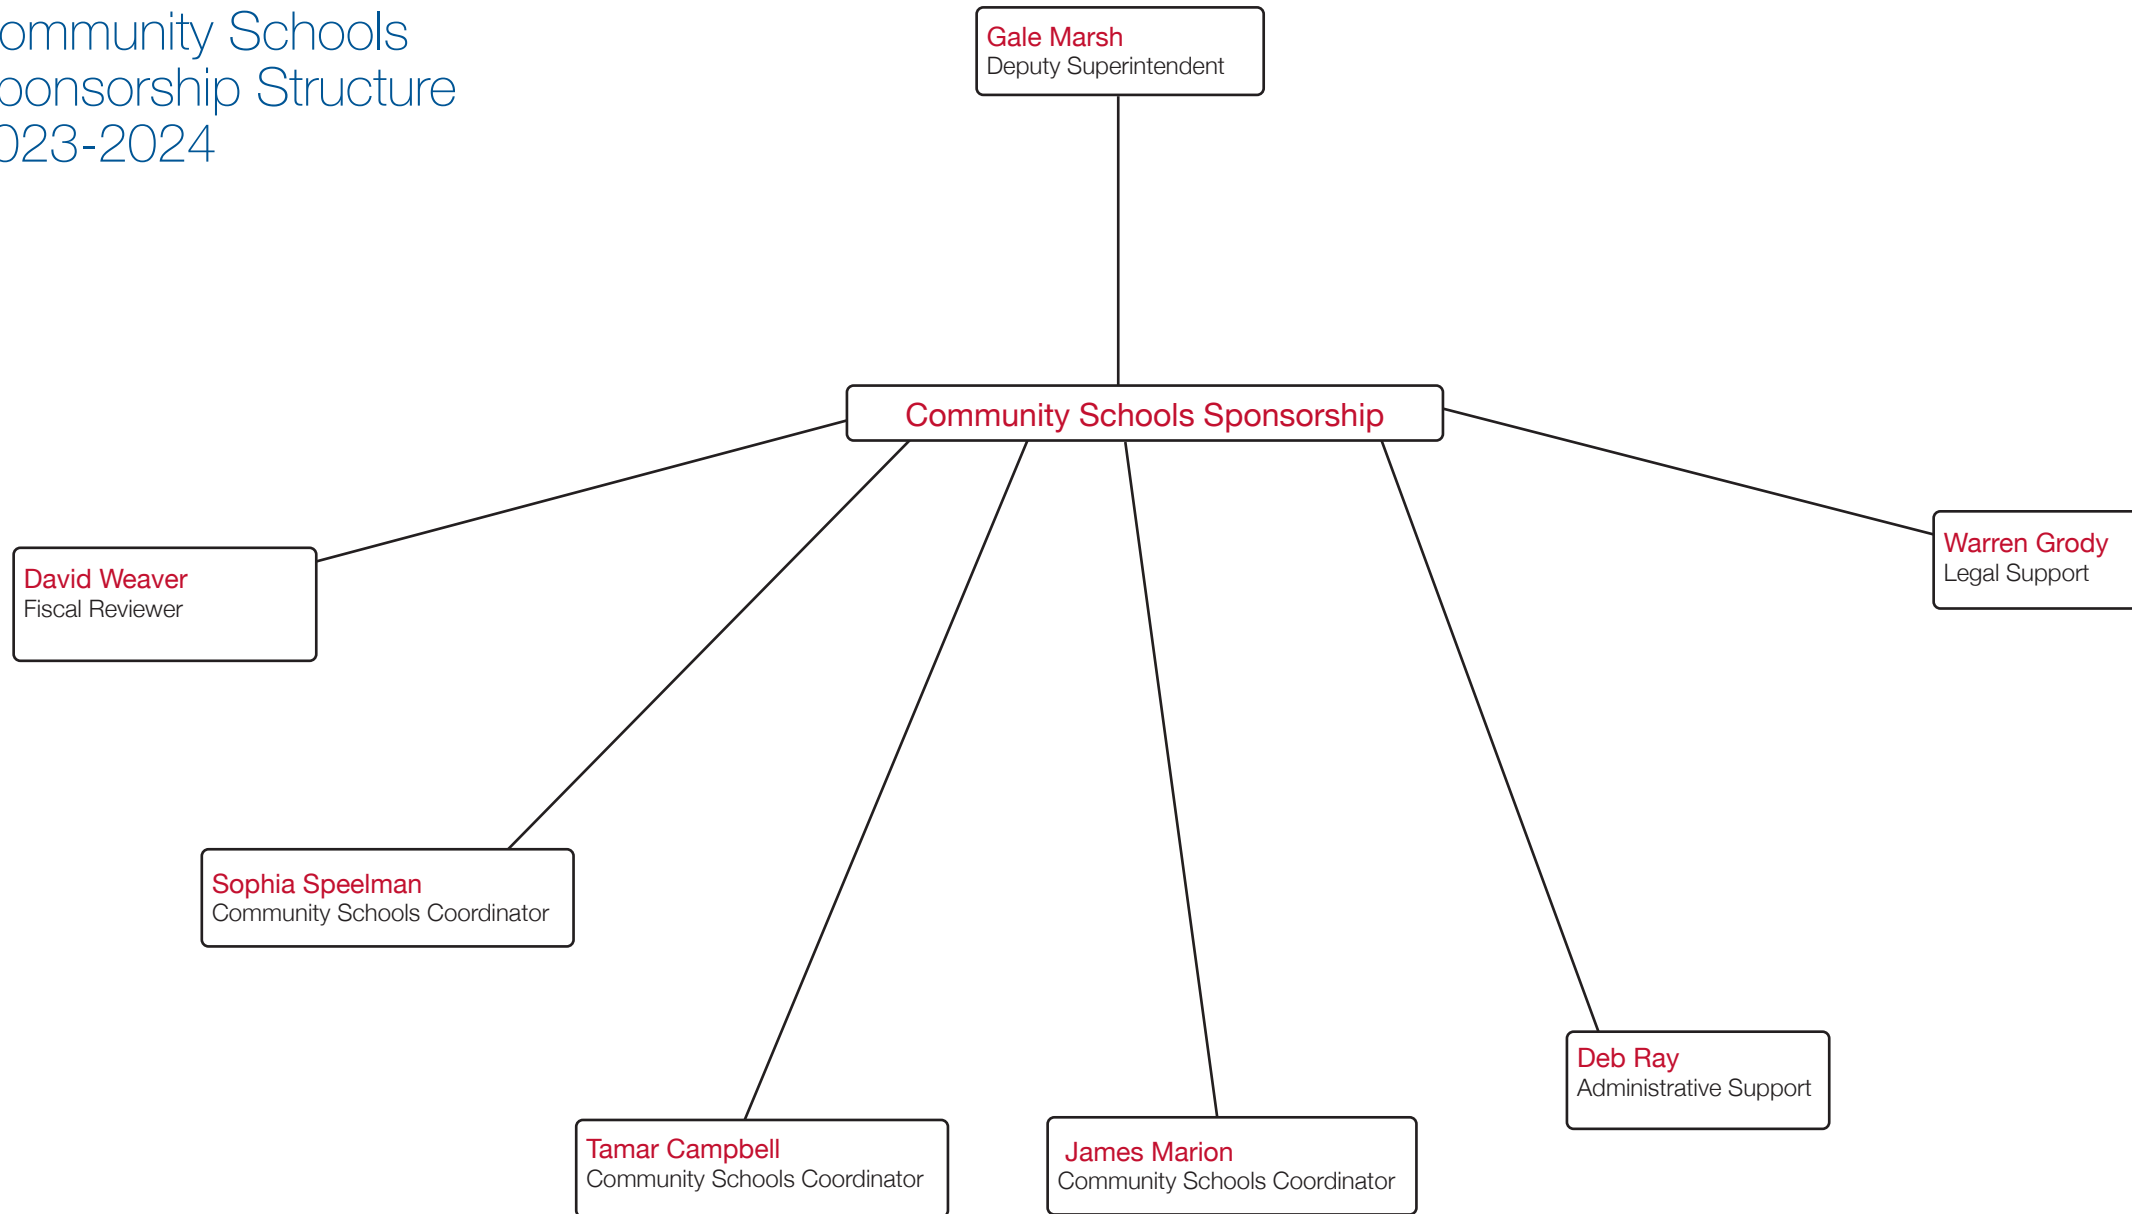 ommunity Schools
ponsorship Structure
023-2024
Gale Marsh
Deputy Superintendent
Community Schools Sponsorship
Warren Grody
Legal Support
David Weaver
Fiscal Reviewer
Sophia Speelman
Community Schools Coordinator
Deb Ray
Administrative Support
Tamar Campbell
Community Schools Coordinator
James Marion
Community Schools Coordinator